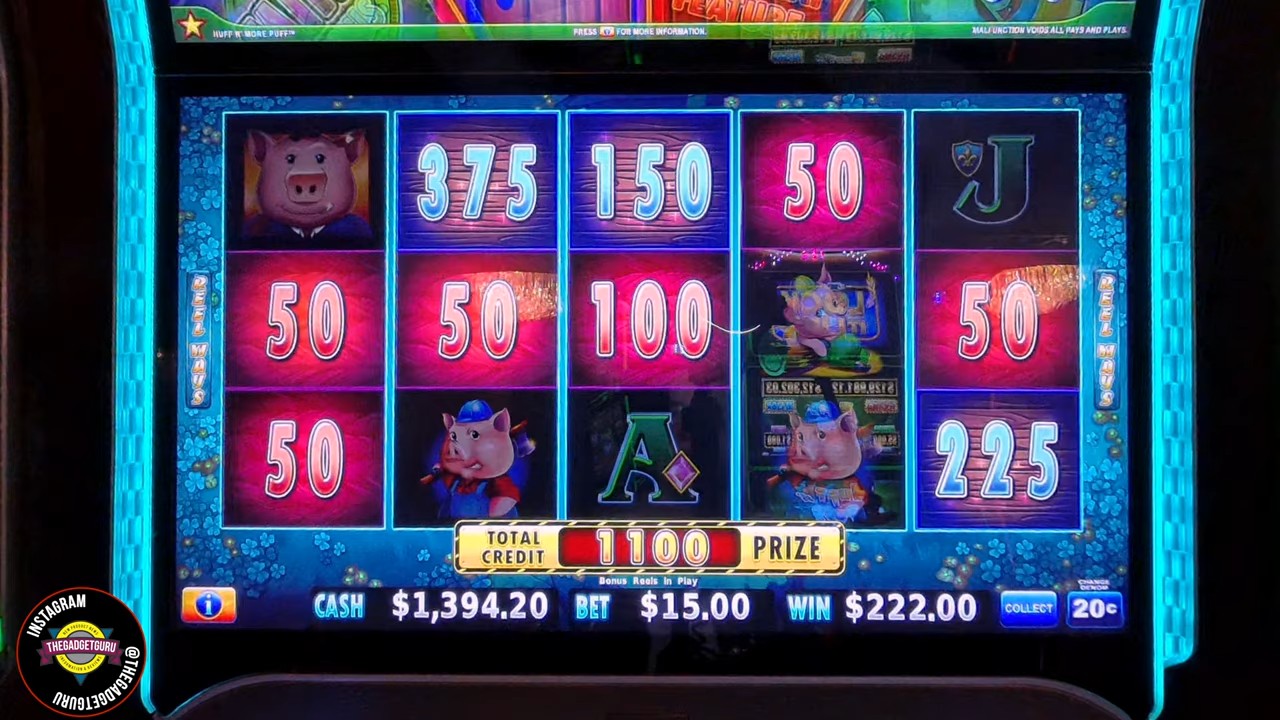 FEATURE
HUFF N' MORE PUFF™
PRESS FOR MORE INFORMATION.
MALFUNCTION VOIDS ALL PAYS AND PLAYS.
375
150
50
J
REEL WAYS
50
50
100
50
REEL WAYS
50
A
225
TOTAL
CREDIT
1100
PRIZE
Bonus Reels In Play
CASH $1,394.20
BET $15.00
WIN $222.00
COLLECT
CHANGE
DENOM
20¢
INSTAGRAM
THEGADGETGURU
@THEGADGETGURU